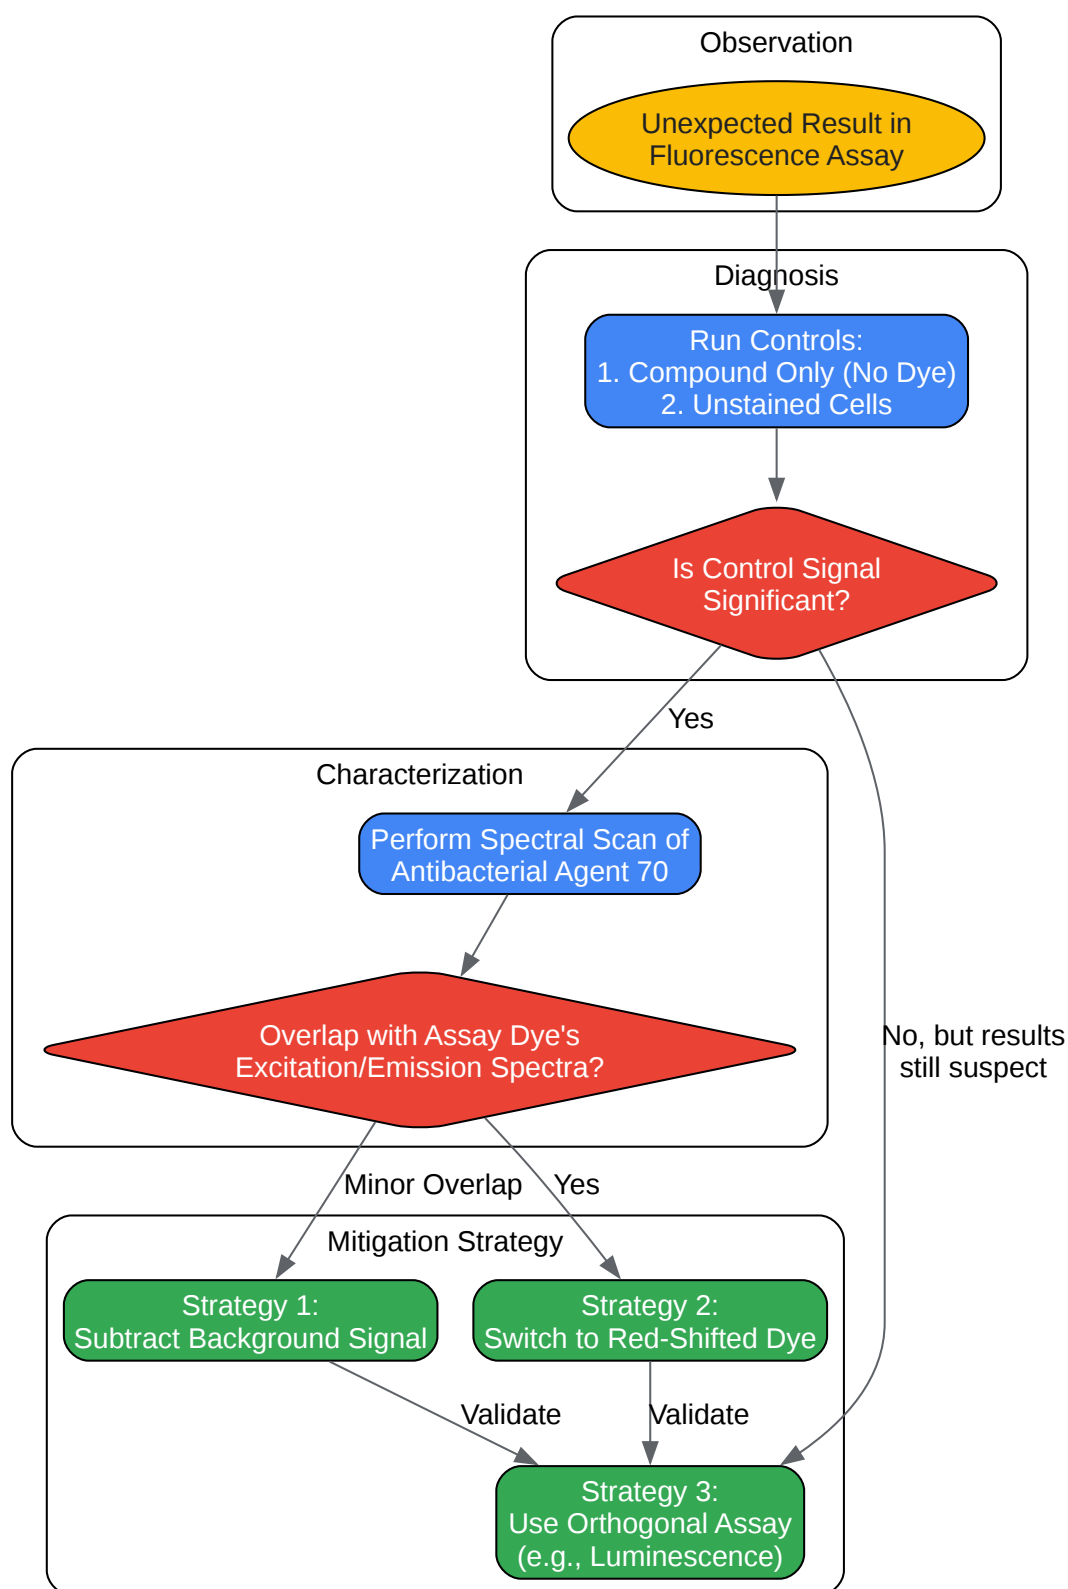 Observation
Unexpected Result in
Fluorescence Assay
Diagnosis
Run Controls:
1. Compound Only (No Dye)
2. Unstained Cells
Is Control Signal
Significant?
Yes
Characterization
Perform Spectral Scan of
Antibacterial Agent 70
Overlap with Assay Dye's
Excitation/Emission Spectra?
No, but results
still suspect
Minor Overlap
Yes
Mitigation Strategy
Strategy 1:
Subtract Background Signal
Strategy 2:
Switch to Red-Shifted Dye
Validate
Validate
Strategy 3:
Use Orthogonal Assay
(e.g., Luminescence)